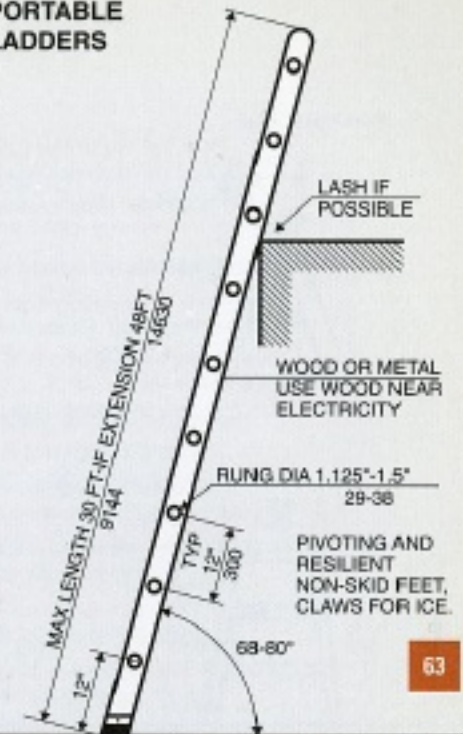 PORTABLE
LADDERS
LASH IF
POSSIBLE
MAX LENGTH 30 FT-IF EXTENSION 48FT
9144
14630
WOOD OR METAL
USE WOOD NEAR
ELECTRICITY
RUNG DIA 1.125"-1.5"
29-38
TYP
12"
300
PIVOTING AND
RESILIENT
NON-SKID FEET,
CLAWS FOR ICE.
68-80°
12"
63